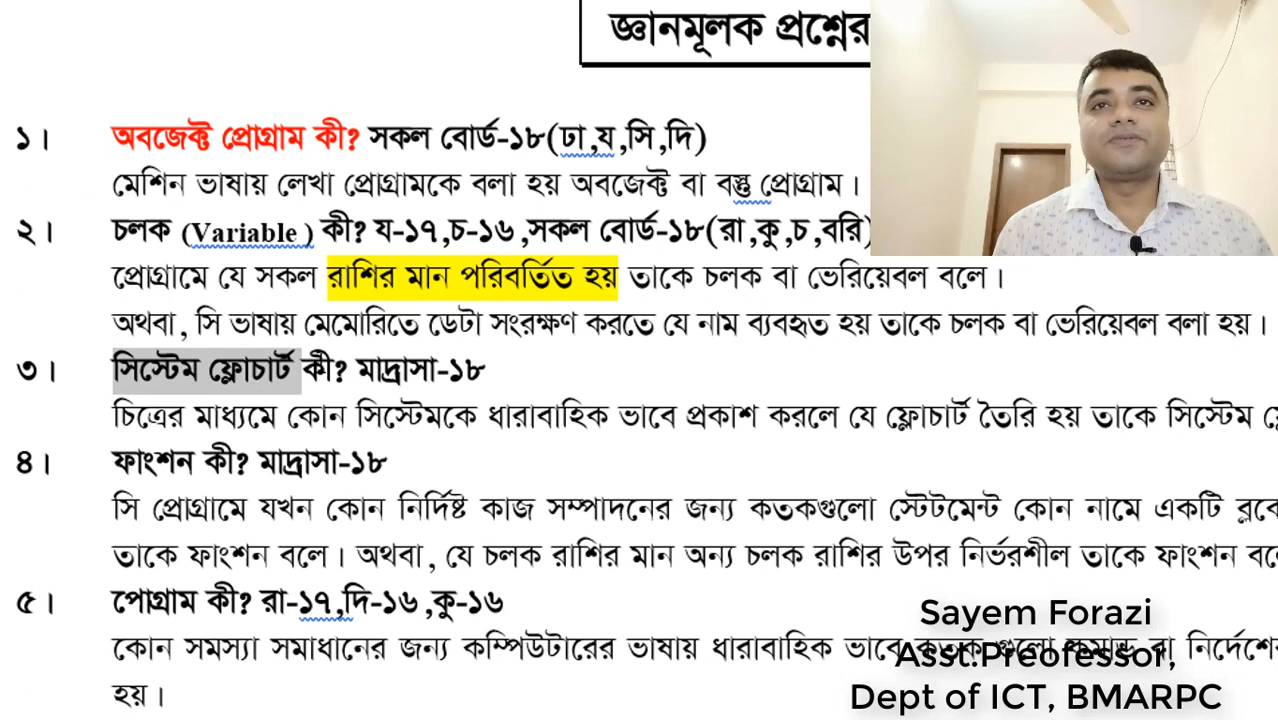 জ্ঞানমূলক প্রশ্নের
১। অবজেক্ট প্রোগ্রাম কী? সকল বোর্ড-১৮(ঢা,য,সি,দি)
মেশিন ভাষায় লেখা প্রোগ্রামকে বলা হয় অবজেক্ট বা বস্তু প্রোগ্রাম।
২। চলক (Variable ) কী? য-১৭,চ-১৬,সকল বোর্ড-১৮(রা,কু,চ,বরি)
প্রোগ্রামে যে সকল রাশির মান পরিবর্তিত হয় তাকে চলক বা ভেরিয়েবল বলে।
অথবা, সি ভাষায় মেমোরিতে ডেটা সংরক্ষণ করতে যে নাম ব্যবহৃত হয় তাকে চলক বা ভেরিয়েবল বলা হয়।
৩। সিস্টেম ফ্লোচার্ট কী? মাদ্রাসা-১৮
চিত্রের মাধ্যমে কোন সিস্টেমকে ধারাবাহিক ভাবে প্রকাশ করলে যে ফ্লোচার্ট তৈরি হয় তাকে সিস্টেম
৪। ফাংশন কী? মাদ্রাসা-১৮
সি প্রোগ্রামে যখন কোন নির্দিষ্ট কাজ সম্পাদনের জন্য কতকগুলো স্টেটমেন্ট কোন নামে একটি
তাকে ফাংশন বলে। অথবা, যে চলক রাশির মান অন্য চলক রাশির উপর নির্ভরশীল তাকে ফাংশন
৫। পোগ্রাম কী? রা-১৭,দি-১৬,কু-১৬
কোন সমস্যা সমাধানের জন্য কম্পিউটারের ভাষায় ধারাবাহিক ভাবে কতক গুলো কমান্ড বা
হয়।
Sayem Forazi
Asst.Preofessor,
Dept of ICT, BMARPC